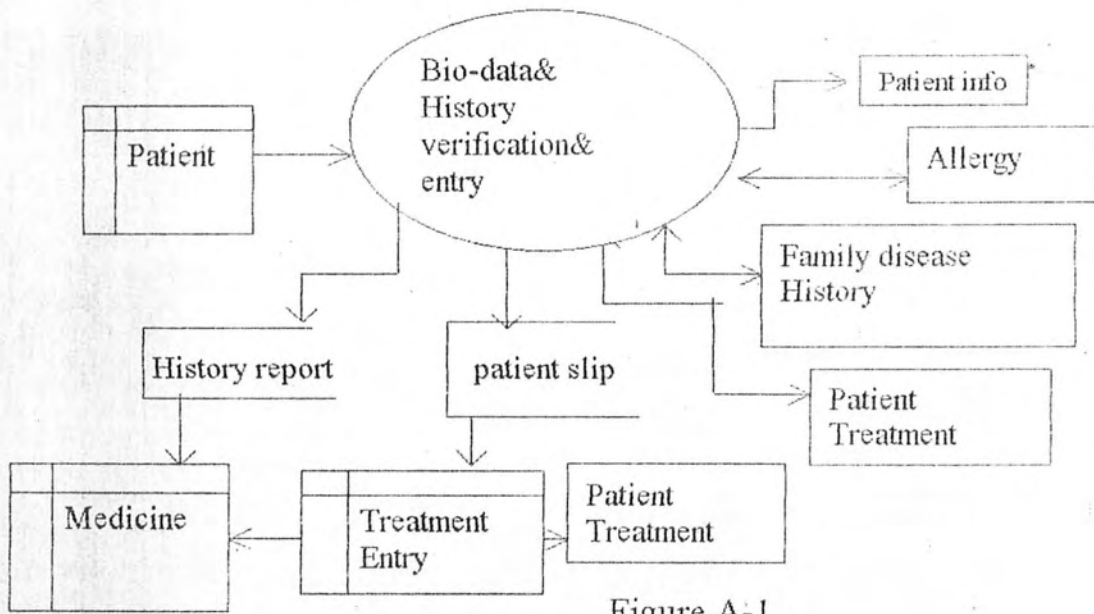 Bio-data&
History
verification&
entry
Patient info
Patient
Allergy
Family disease
History
History report
patient slip
Patient
Treatment
Medicine
Treatment
Entry
Patient
Treatment
Figure A-1